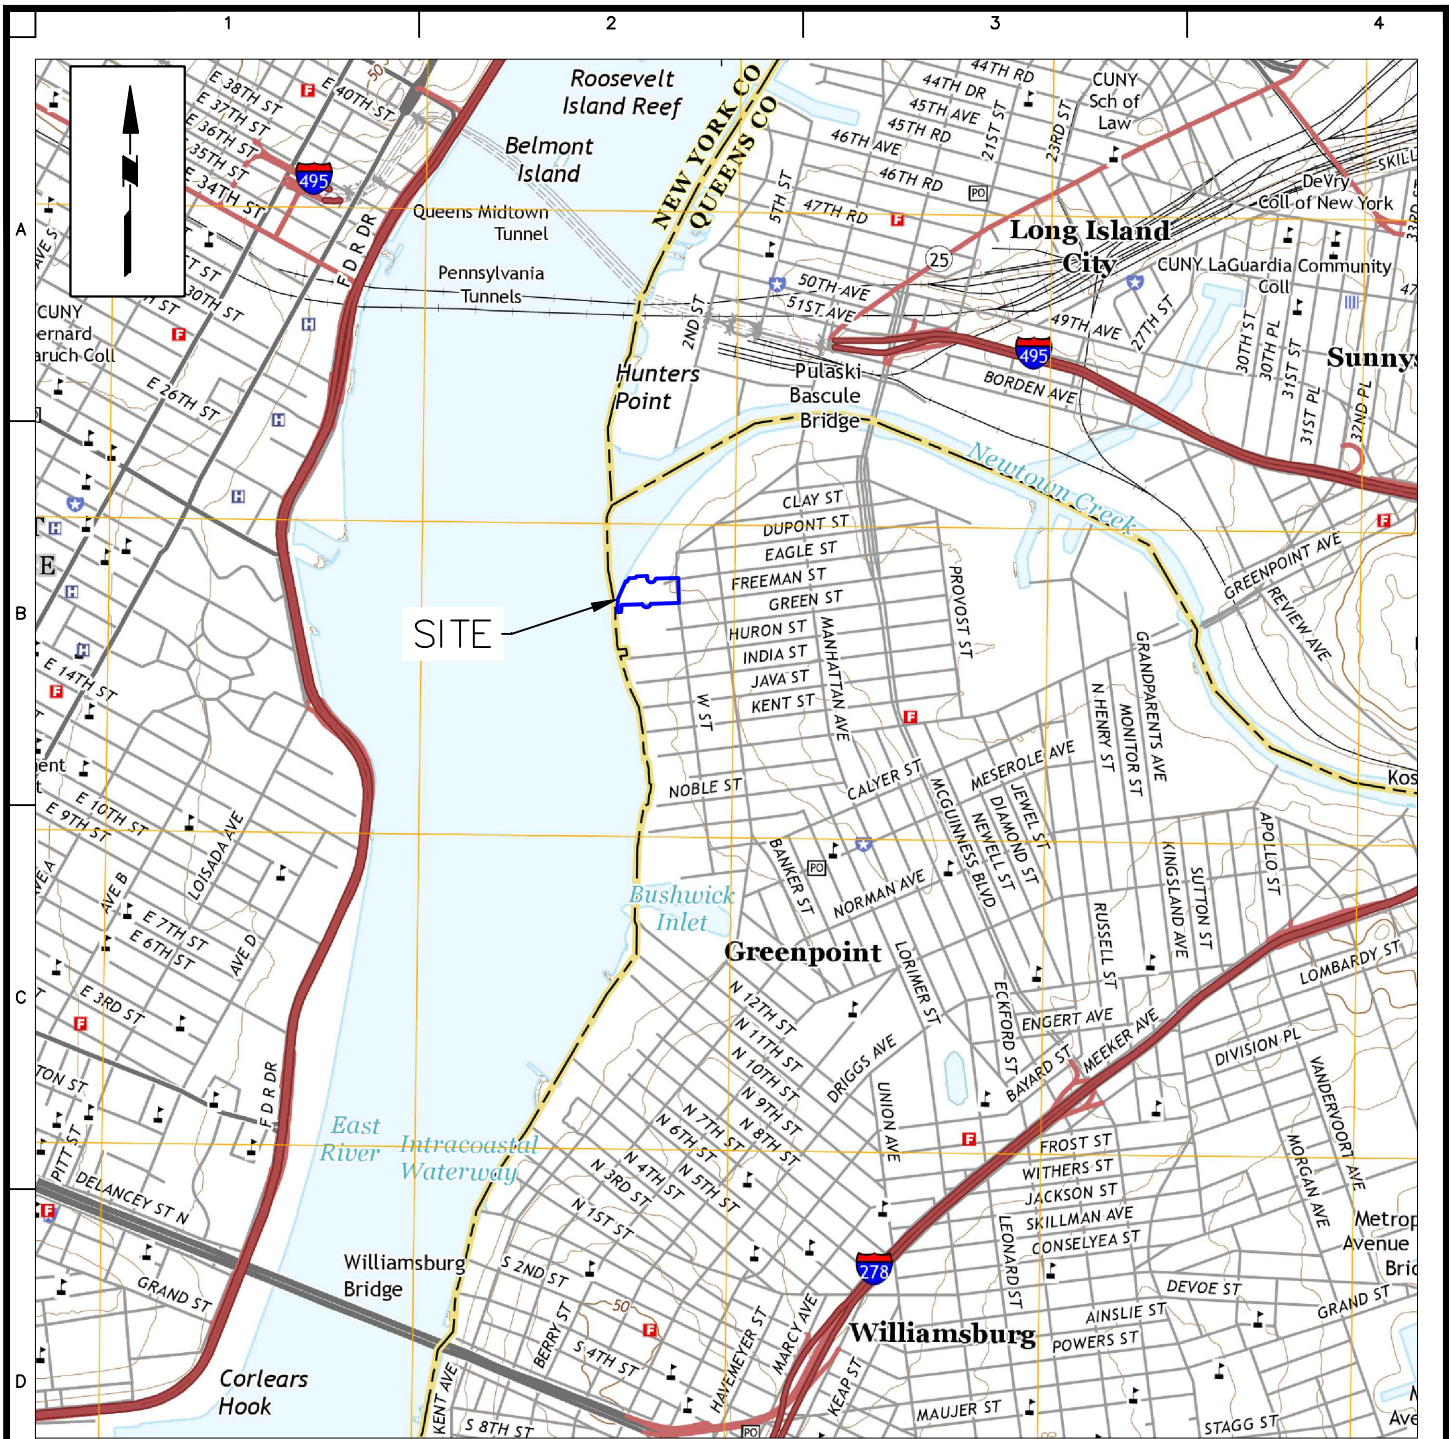 1
2
3
4
A
B
C
D
Roosevelt
Island Reef
Belmont
Island
NEW YORK CO
QUEENS CO
E 38TH ST
E 37TH ST
E 36TH ST
35TH ST
E 34TH ST
E 40TH ST
50
495
F D R DR
30TH ST
E 26TH ST
CUNY
ernard
aruch Coll
Queens Midtown
Tunnel
Pennsylvania
Tunnels
44TH RD
44TH DR
45TH AVE
45TH RD
46TH AVE
46TH RD
47TH RD
5TH ST
21ST ST
23RD ST
CUNY
Sch of
Law
PO
25
Long Island
City
DeVry
Coll of New York
SKILL
33RD
CUNY LaGuardia Community
Coll
47
50TH AVE
51ST AVE
49TH AVE
27TH ST
2ND ST
30TH ST
30TH PL
31ST ST
31ST PL
32ND PL
Sunnys
495
BORDEN AVE
Hunters
Point
Pulaski
Bascule
Bridge
Newtown Creek
CLAY ST
DUPONT ST
EAGLE ST
FREEMAN ST
GREEN ST
HURON ST
INDIA ST
JAVA ST
KENT ST
MANHATTAN AVE
PROVOST ST
W ST
NOBLE ST
CALYER ST
GREENPOINT AVE
REVIEW AVE
GRANDPARENTS AVE
MONITOR ST
N HENRY ST
MESEROLE AVE
JEWEL ST
DIAMOND ST
NEWELL ST
MCGUINNESS BLVD
Kos
SITE
E
E 14TH ST
ent
E 10TH ST
E 9TH ST
AVE A
AVE B
LOISADA AVE
E 7TH ST
E 6TH ST
AVE D
E 3RD ST
TON ST
PITT ST
F D R DR
DELANCEY ST N
GRAND ST
East
River
Intracoastal
Waterway
Williamsburg
Bridge
Corlears
Hook
Bushwick
Inlet
BANKER ST
PO
NORMAN AVE
Greenpoint
LORIMER ST
ECKFORD ST
RUSSELL ST
KINGSLAND AVE
SUTTON ST
APOLLO ST
LOMBARDY ST
ENGERT AVE
MEEKER AVE
BAYARD ST
DIVISION PL
VANDERVOORT AVE
MORGAN AVE
N 12TH ST
N 11TH ST
N 10TH ST
N 9TH ST
N 8TH ST
N 7TH ST
N 6TH ST
N 5TH ST
N 4TH ST
N 3RD ST
N 1ST ST
DRIGGS AVE
UNION AVE
FROST ST
WITHERS ST
JACKSON ST
SKILLMAN AVE
CONSELYEA ST
LEONARD ST
278
Metrop
Avenue
Bric
DEVOE ST
GRAND ST
AINSLIE ST
POWERS ST
Williamsburg
S 2ND ST
50
BERRY ST
S 4TH ST
HAVEMEYER ST
MARCY AVE
KEAP ST
KENT AVE
S 8TH ST
PO
MAUJER ST
STAGG ST
Ave